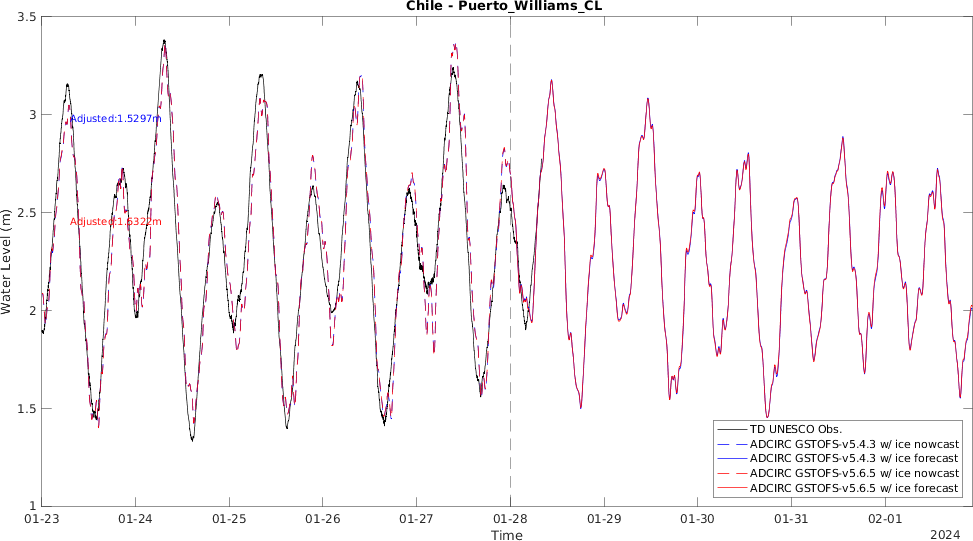 Chile - Puerto_Williams_CL
3.5
3
2.5
2
1.5
1
Water Level (m)
Adjusted:1.5297m
Adjusted:1.6322m
TD UNESCO Obs.
ADCIRC GSTOFS-v5.4.3 w/ ice nowcast
ADCIRC GSTOFS-v5.4.3 w/ ice forecast
ADCIRC GSTOFS-v5.6.5 w/ ice nowcast
ADCIRC GSTOFS-v5.6.5 w/ ice forecast
01-23 01-24 01-25 01-26 01-27 01-28 01-29 01-30 01-31 02-01
Time
2024